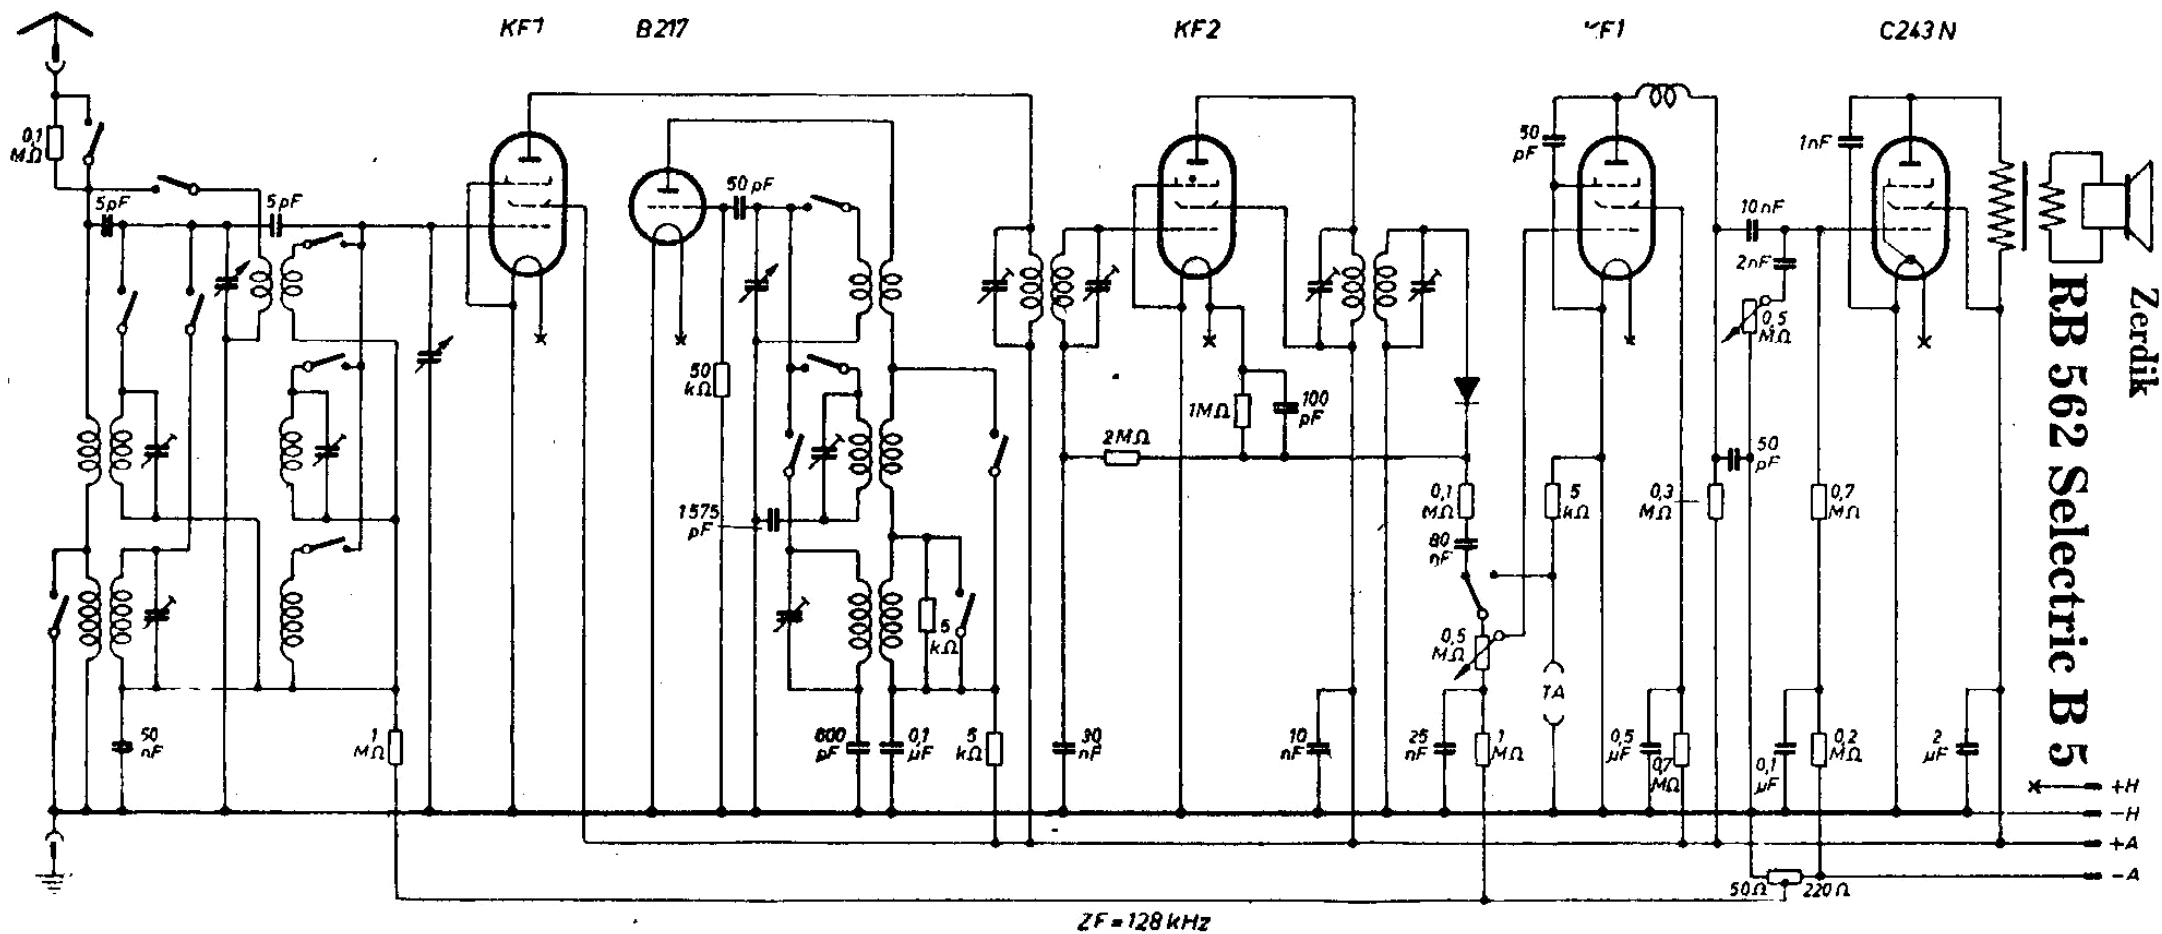 KF1
B217
KF2
KF1
C243N
0,1
MΩ
5pF
5pF
50pF
50
pF
1nF
10nF
2nF
0,5
MΩ
50
kΩ
1MΩ
100
pF
2MΩ
50
pF
1575
pF
0,1
MΩ
5
kΩ
0,3
MΩ
0,7
MΩ
80
nF
5
kΩ
0,5
MΩ
TA
50
nF
1
MΩ
600
pF
0,1
µF
5
kΩ
30
nF
10
nF
25
nF
1
MΩ
0,5
µF
0,7
MΩ
0,1
µF
0,2
MΩ
2
µF
+H
−H
+A
−A
50Ω
220Ω
ZF=128kHz
Zerdik
RB 562 Selectric B 5